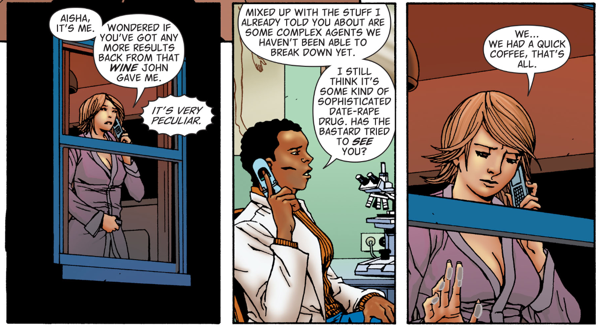 AISHA,
IT'S ME.
WONDERED IF
YOU'VE GOT ANY
MORE RESULTS
BACK FROM THAT
WINE JOHN
GAVE ME.
IT'S VERY
PECULIAR.
MIXED UP WITH THE STUFF I
ALREADY TOLD YOU ABOUT ARE
SOME COMPLEX AGENTS WE
HAVEN'T BEEN ABLE TO
BREAK DOWN YET.
I STILL
THINK IT'S
SOME KIND OF
SOPHISTICATED
DATE-RAPE
DRUG. HAS THE
BASTARD TRIED
TO SEE
YOU?
WE...
WE HAD A QUICK
COFFEE, THAT'S
ALL.